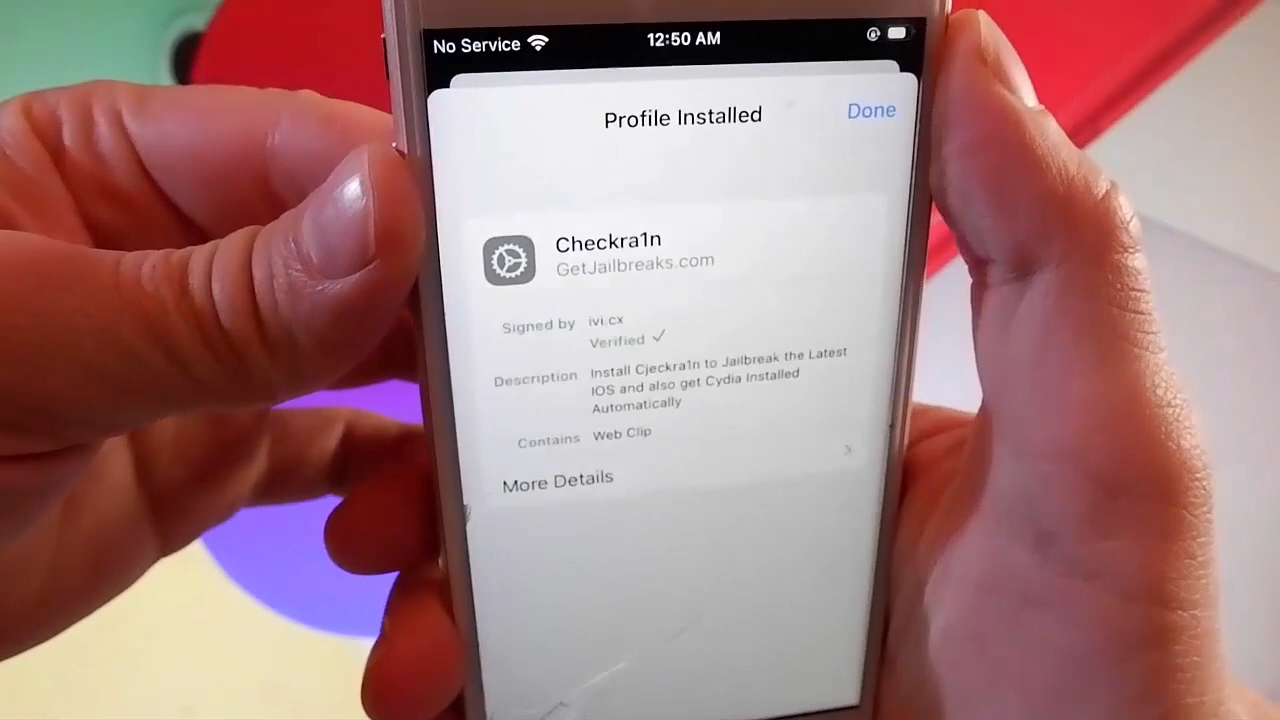 No Service 12:50 AM
Profile Installed Done
Checkra1n
GetJailbreaks.com
Signed by ivi.cx
Verified ✓
Description Install Cjeckra1n to Jailbreak the Latest
IOS and also get Cydia Installed
Automatically
Contains Web Clip
More Details